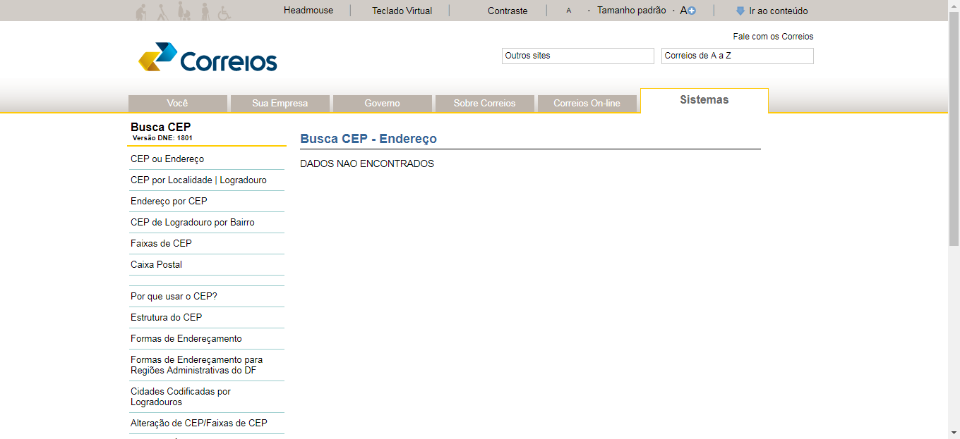 Headmouse
Teclado Virtual
Contraste
A - Tamanho padrão - A
Ir ao conteúdo
Fale com os Correios
Correios
Outros sites
Correios de A a Z
Você
Sua Empresa
Governo
Sobre Correios
Correios On-line
Sistemas
Busca CEP
Versão DNE: 1801
CEP ou Endereço
CEP por Localidade | Logradouro
Endereço por CEP
CEP de Logradouro por Bairro
Faixas de CEP
Caixa Postal
Por que usar o CEP?
Estrutura do CEP
Formas de Endereçamento
Formas de Endereçamento para
Regiões Administrativas do DF
Cidades Codificadas por
Logradouros
Alteração de CEP/Faixas de CEP
Busca CEP - Endereço
DADOS NAO ENCONTRADOS